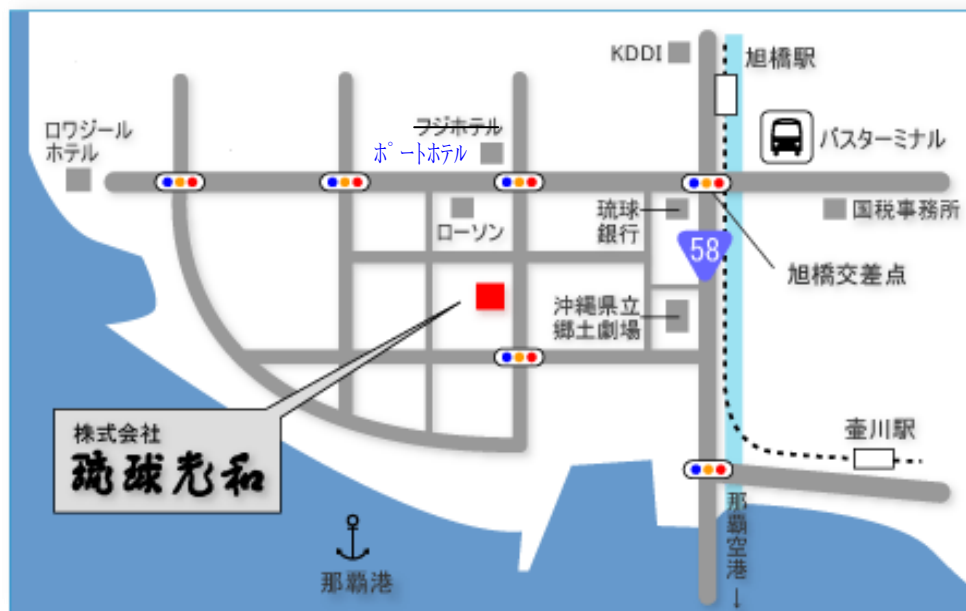 KDDI
旭橋駅
ロワジール
ホテル
フジホテル
ポートホテル
バスターミナル
ローソン
琉球
銀行
国税事務所
58
旭橋交差点
沖縄県立
郷土劇場
株式会社
琉球光和
壷川駅
那覇空港↓
那覇港